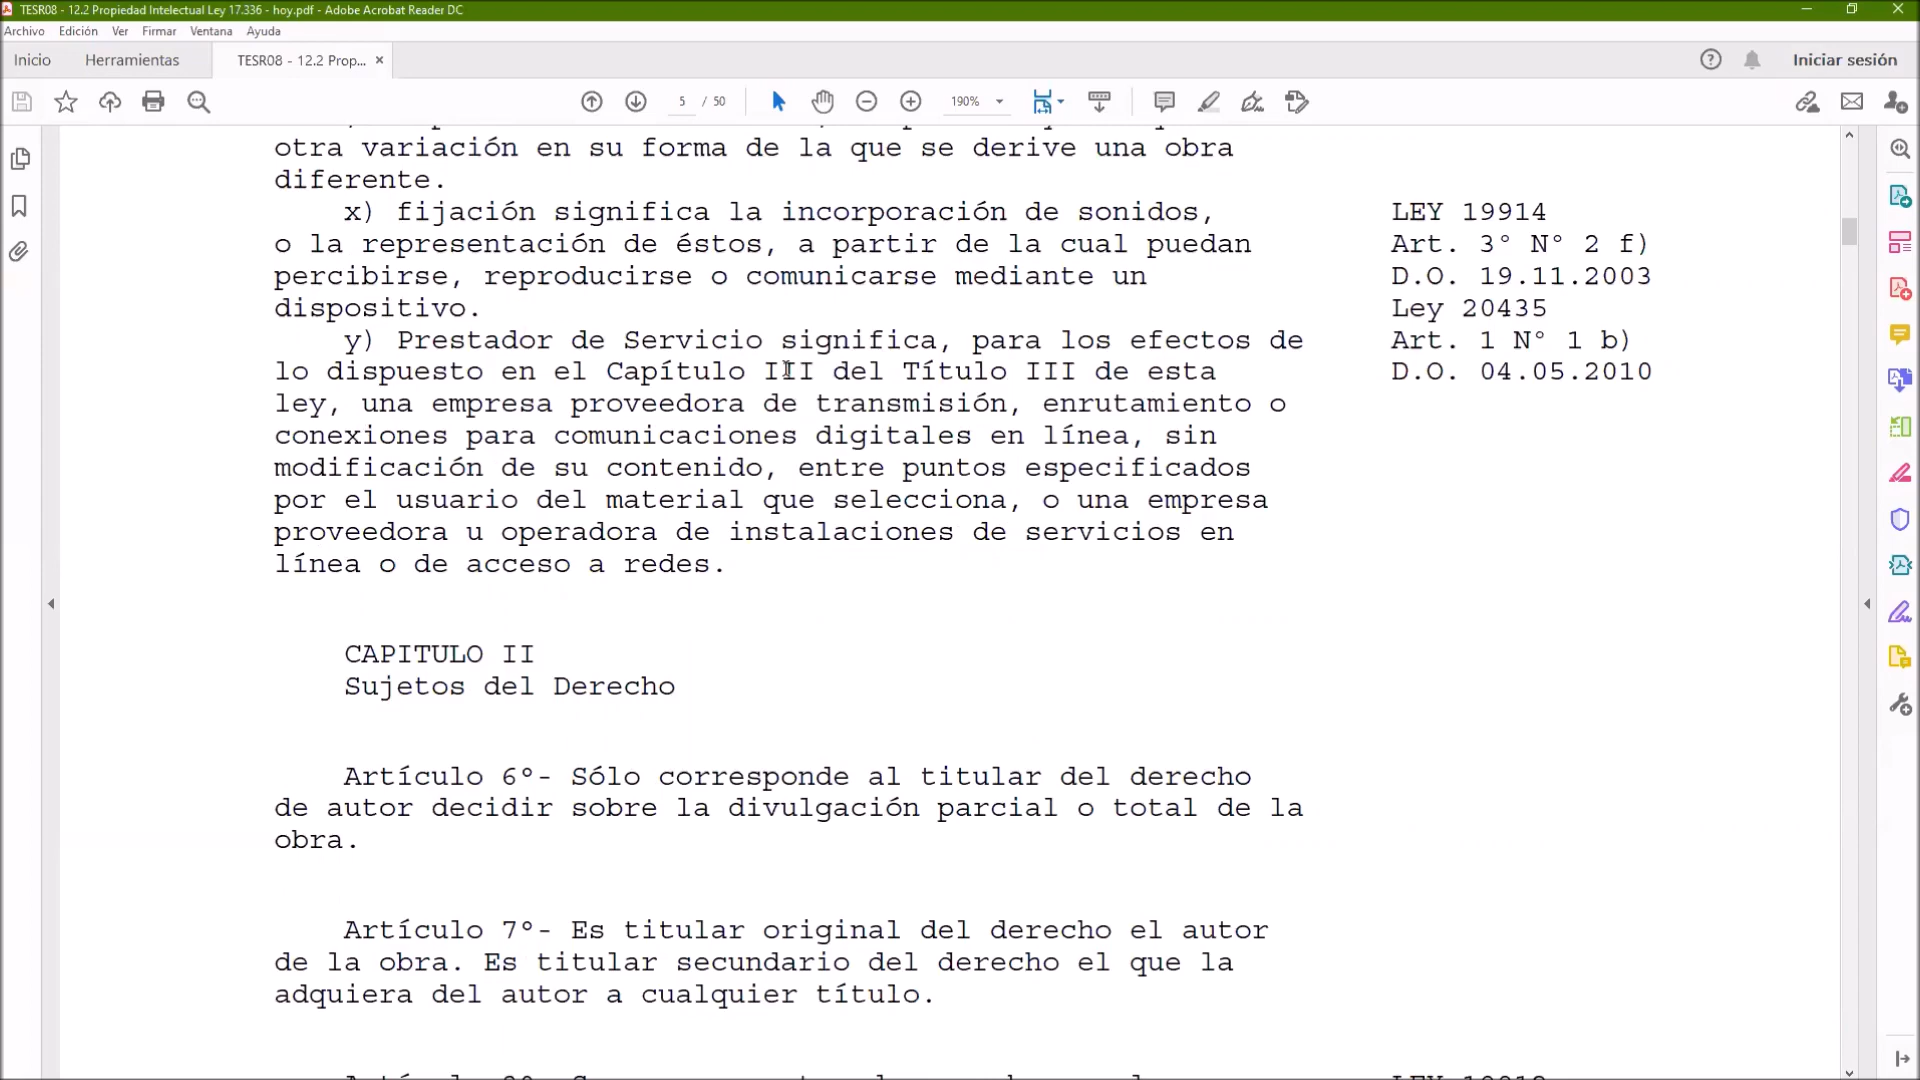 TESR08 - 12.2 Propiedad Intelectual Ley 17.336 - hoy.pdf - Adobe Acrobat Reader DC
Archivo Edición Ver Firmar Ventana Ayuda
Inicio Herramientas TESR08 - 12.2 Prop... × Iniciar sesión
5 / 50 190%
otra variación en su forma de la que se derive una obra
diferente.
x) fijación significa la incorporación de sonidos, LEY 19914
o la representación de éstos, a partir de la cual puedan Art. 3° N° 2 f)
percibirse, reproducirse o comunicarse mediante un D.O. 19.11.2003
dispositivo. Ley 20435
y) Prestador de Servicio significa, para los efectos de Art. 1 N° 1 b)
lo dispuesto en el Capítulo III del Título III de esta D.O. 04.05.2010
ley, una empresa proveedora de transmisión, enrutamiento o
conexiones para comunicaciones digitales en línea, sin
modificación de su contenido, entre puntos especificados
por el usuario del material que selecciona, o una empresa
proveedora u operadora de instalaciones de servicios en
línea o de acceso a redes.
CAPITULO II
Sujetos del Derecho
Artículo 6°- Sólo corresponde al titular del derecho
de autor decidir sobre la divulgación parcial o total de la
obra.
Artículo 7°- Es titular original del derecho el autor
de la obra. Es titular secundario del derecho el que la
adquiera del autor a cualquier título.